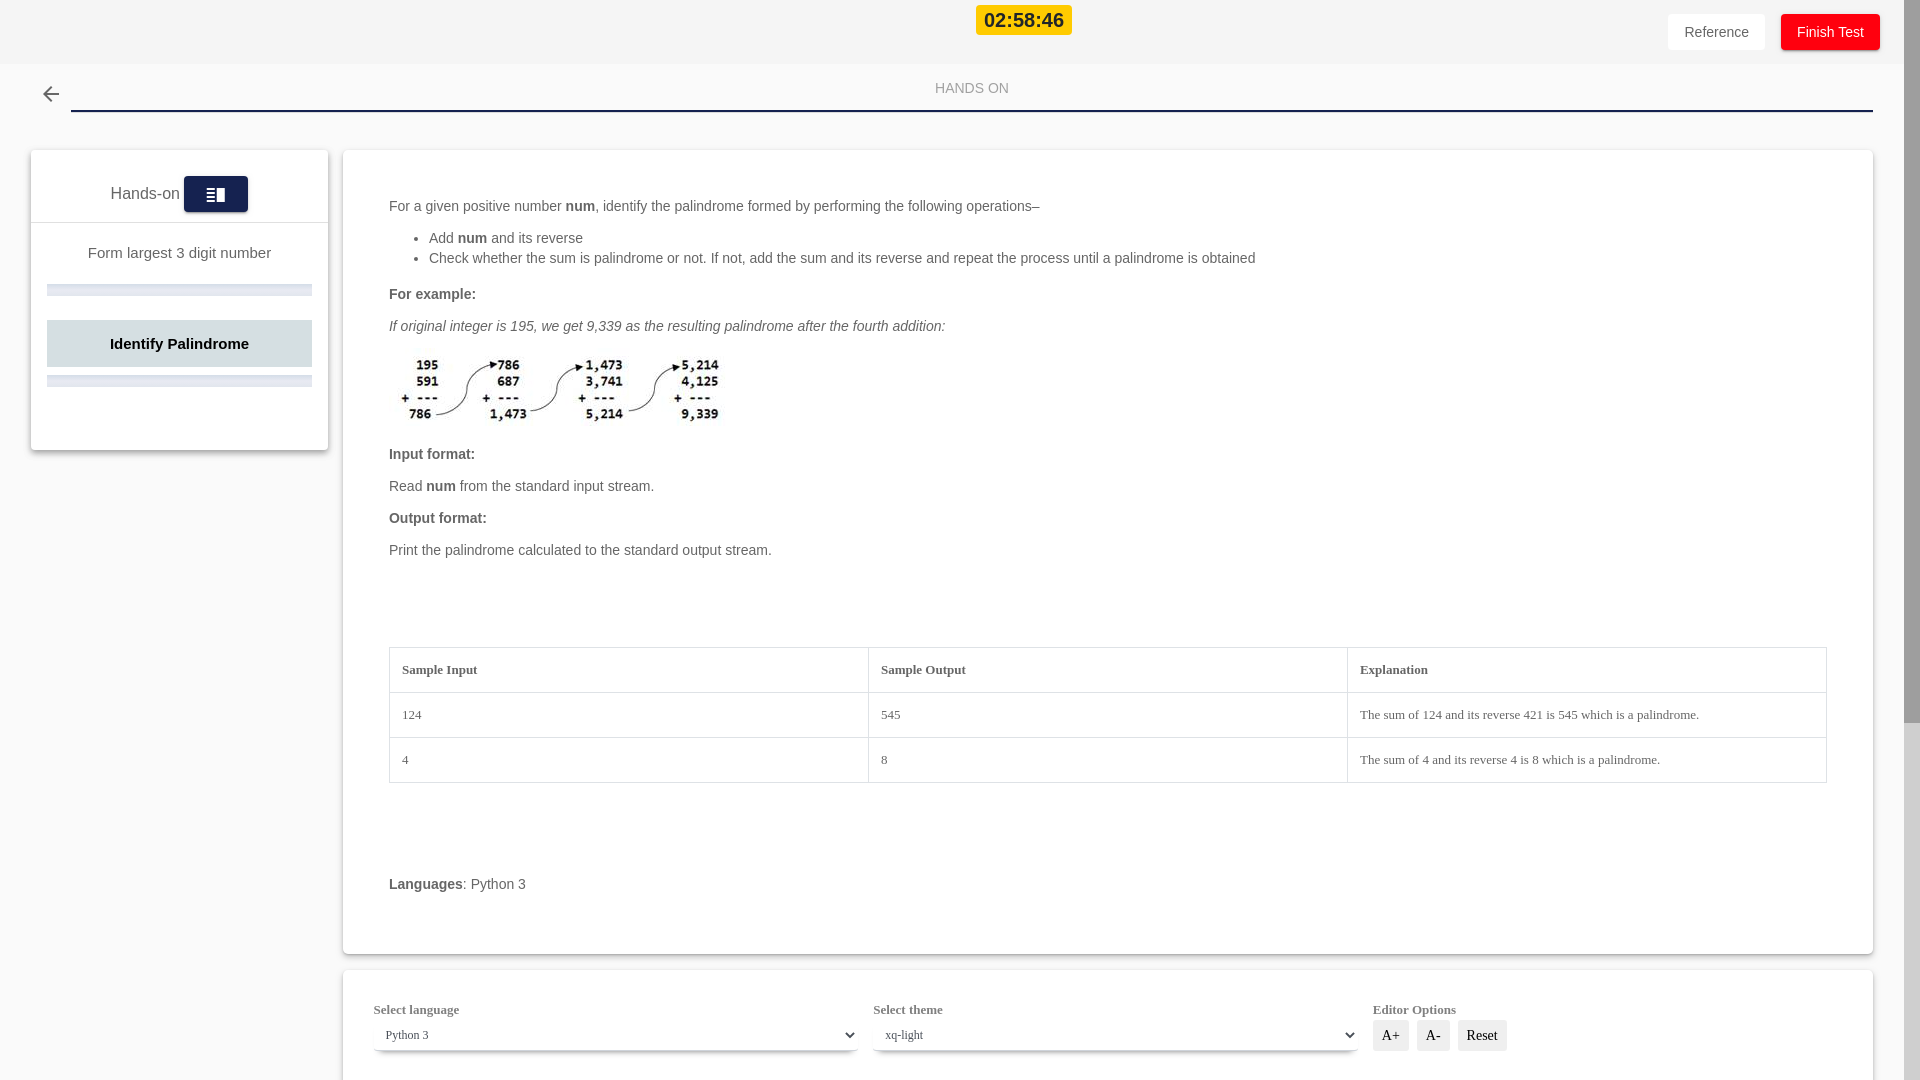 02:58:46
Reference
Finish Test
HANDS ON
Hands-on
Form largest 3 digit number
Identify Palindrome
For a given positive number num, identify the palindrome formed by performing the following operations–
Add num and its reverse
Check whether the sum is palindrome or not. If not, add the sum and its reverse and repeat the process until a palindrome is obtained
For example:
If original integer is 195, we get 9,339 as the resulting palindrome after the fourth addition:
195 786 1,473 5,214
591 687 3,741 4,125
+ --- + --- + --- + ---
786 1,473 5,214 9,339
Input format:
Read num from the standard input stream.
Output format:
Print the palindrome calculated to the standard output stream.
Sample Input Sample Output Explanation
124 545 The sum of 124 and its reverse 421 is 545 which is a palindrome.
4 8 The sum of 4 and its reverse 4 is 8 which is a palindrome.
Languages: Python 3
Select language Select theme Editor Options
Python 3 xq-light A+ A- Reset